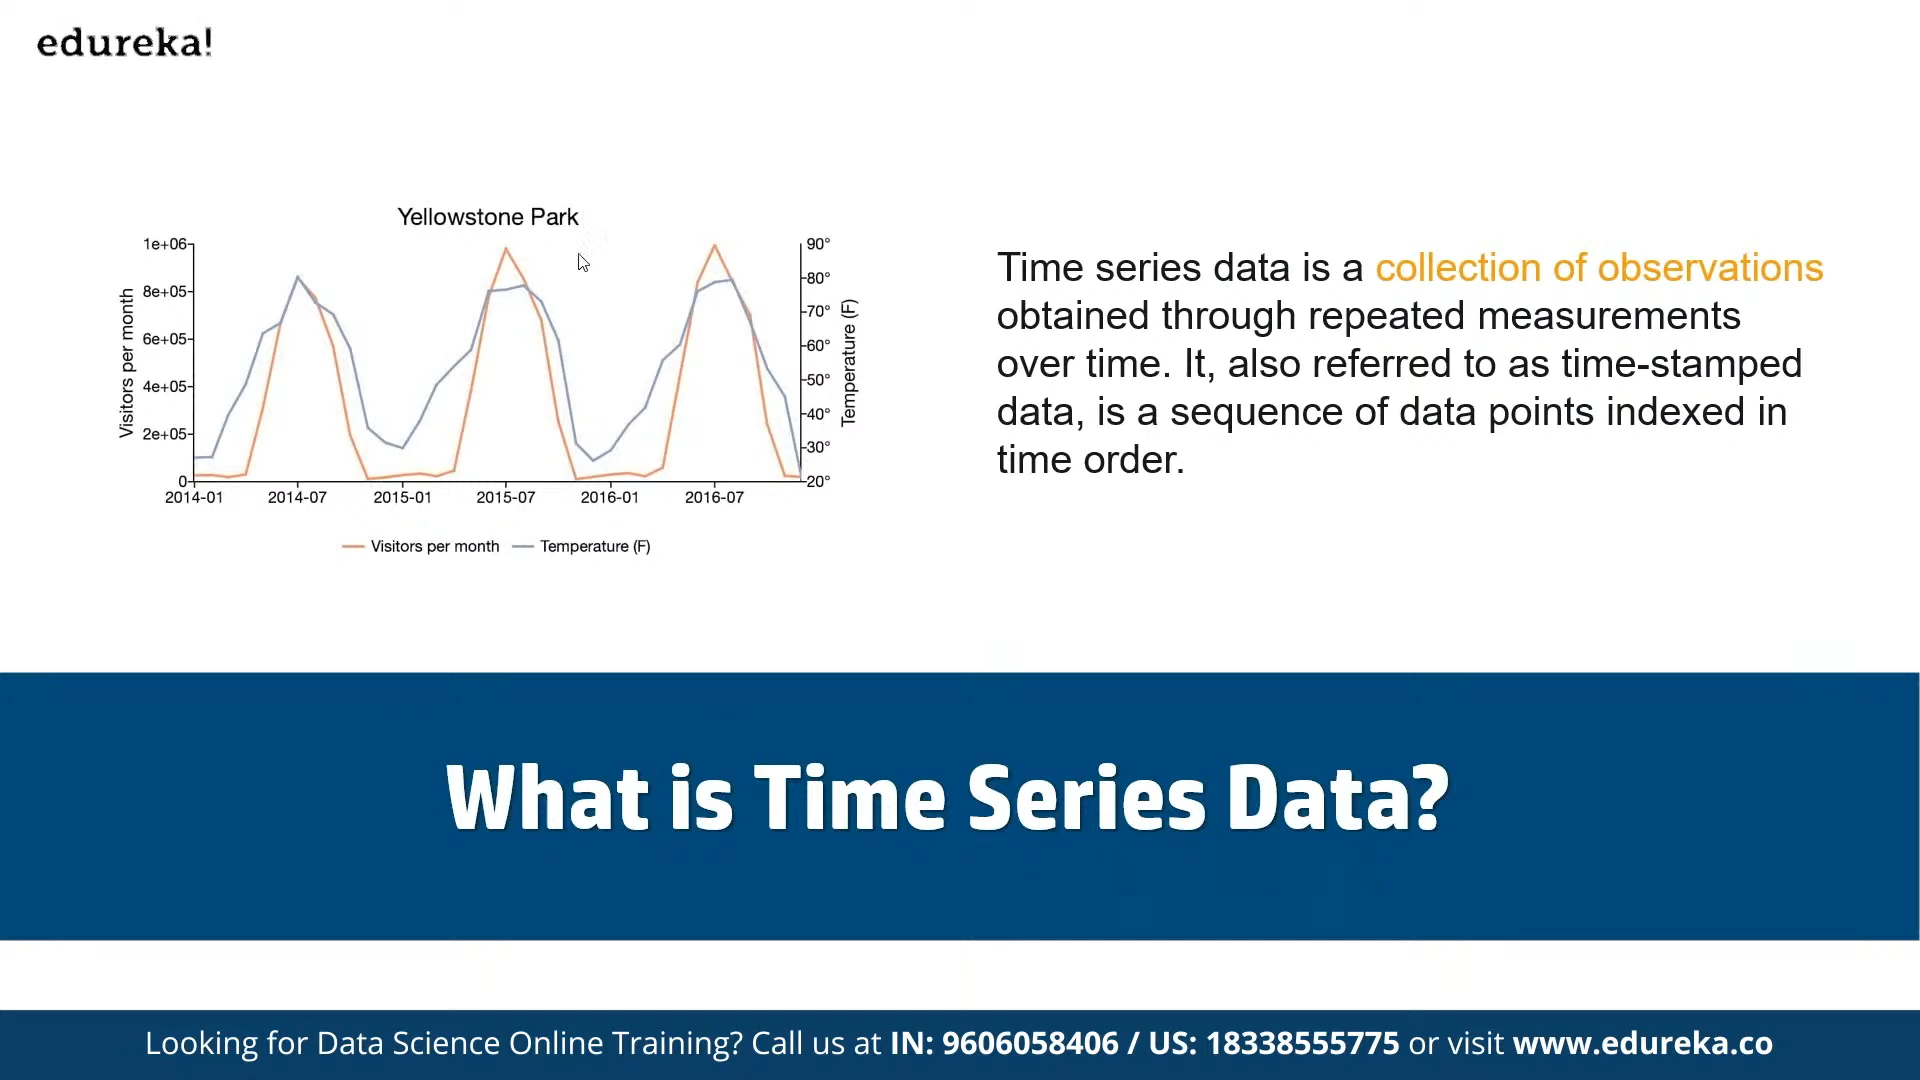 edureka!
Yellowstone Park
1e+06
8e+05
6e+05
4e+05
2e+05
0
Visitors per month
90°
80°
70°
60°
50°
40°
30°
20°
Temperature (F)
2014-01 2014-07 2015-01 2015-07 2016-01 2016-07
Visitors per month Temperature (F)
Time series data is a collection of observations
obtained through repeated measurements
over time. It, also referred to as time-stamped
data, is a sequence of data points indexed in
time order.
What is Time Series Data?
Looking for Data Science Online Training? Call us at IN: 9606058406 / US: 18338555775 or visit www.edureka.co